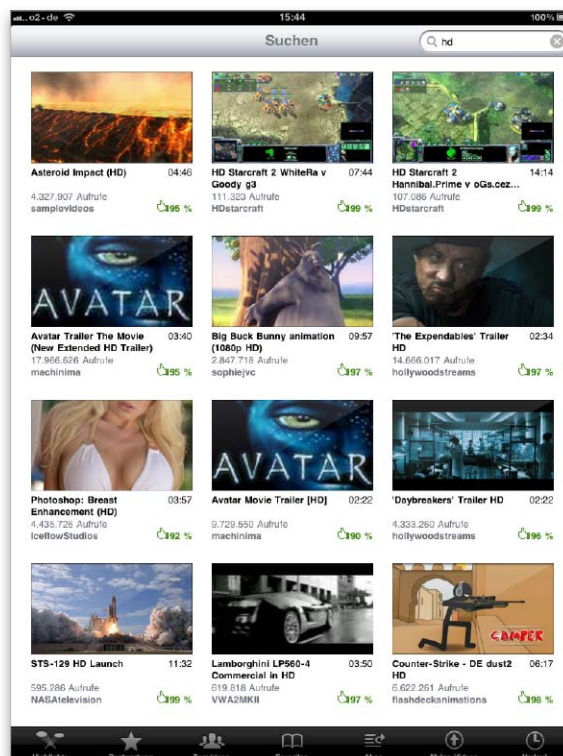 o2-de 15:44 100%
Suchen hd
Asteroid Impact (HD) 04:46
4.327.907 Aufrufe
samplevideos 95 %
HD Starcraft 2 WhiteRa v 07:44
Goody g3
111.323 Aufrufe
HDstarcraft 99 %
HD Starcraft 2 14:14
Hannibal.Prime v oGs.cez...
107.086 Aufrufe
HDstarcraft 99 %
AVATAR
Avatar Trailer The Movie 03:40
(New Extended HD Trailer)
17.966.626 Aufrufe
machinima 95 %
Big Buck Bunny animation 09:57
(1080p HD)
2.847.718 Aufrufe
sophiejvc 97 %
'The Expendables' Trailer 02:34
HD
14.666.017 Aufrufe
hollywoodstreams 97 %
Photoshop: Breast 03:57
Enhancement (HD)
4.435.726 Aufrufe
IceflowStudios 92 %
AVATAR
Avatar Movie Trailer [HD] 02:22
9.729.550 Aufrufe
machinima 90 %
'Daybreakers' Trailer HD 02:22
4.333.260 Aufrufe
hollywoodstreams 96 %
STS-129 HD Launch 11:32
595.286 Aufrufe
NASAtelevision 99 %
Lamborghini LP560-4 03:50
Commercial in HD
619.818 Aufrufe
VWA2MKII 97 %
CAMPER
Counter-Strike - DE dust2 06:17
HD
6.622.261 Aufrufe
flashdeckanimations 98 %